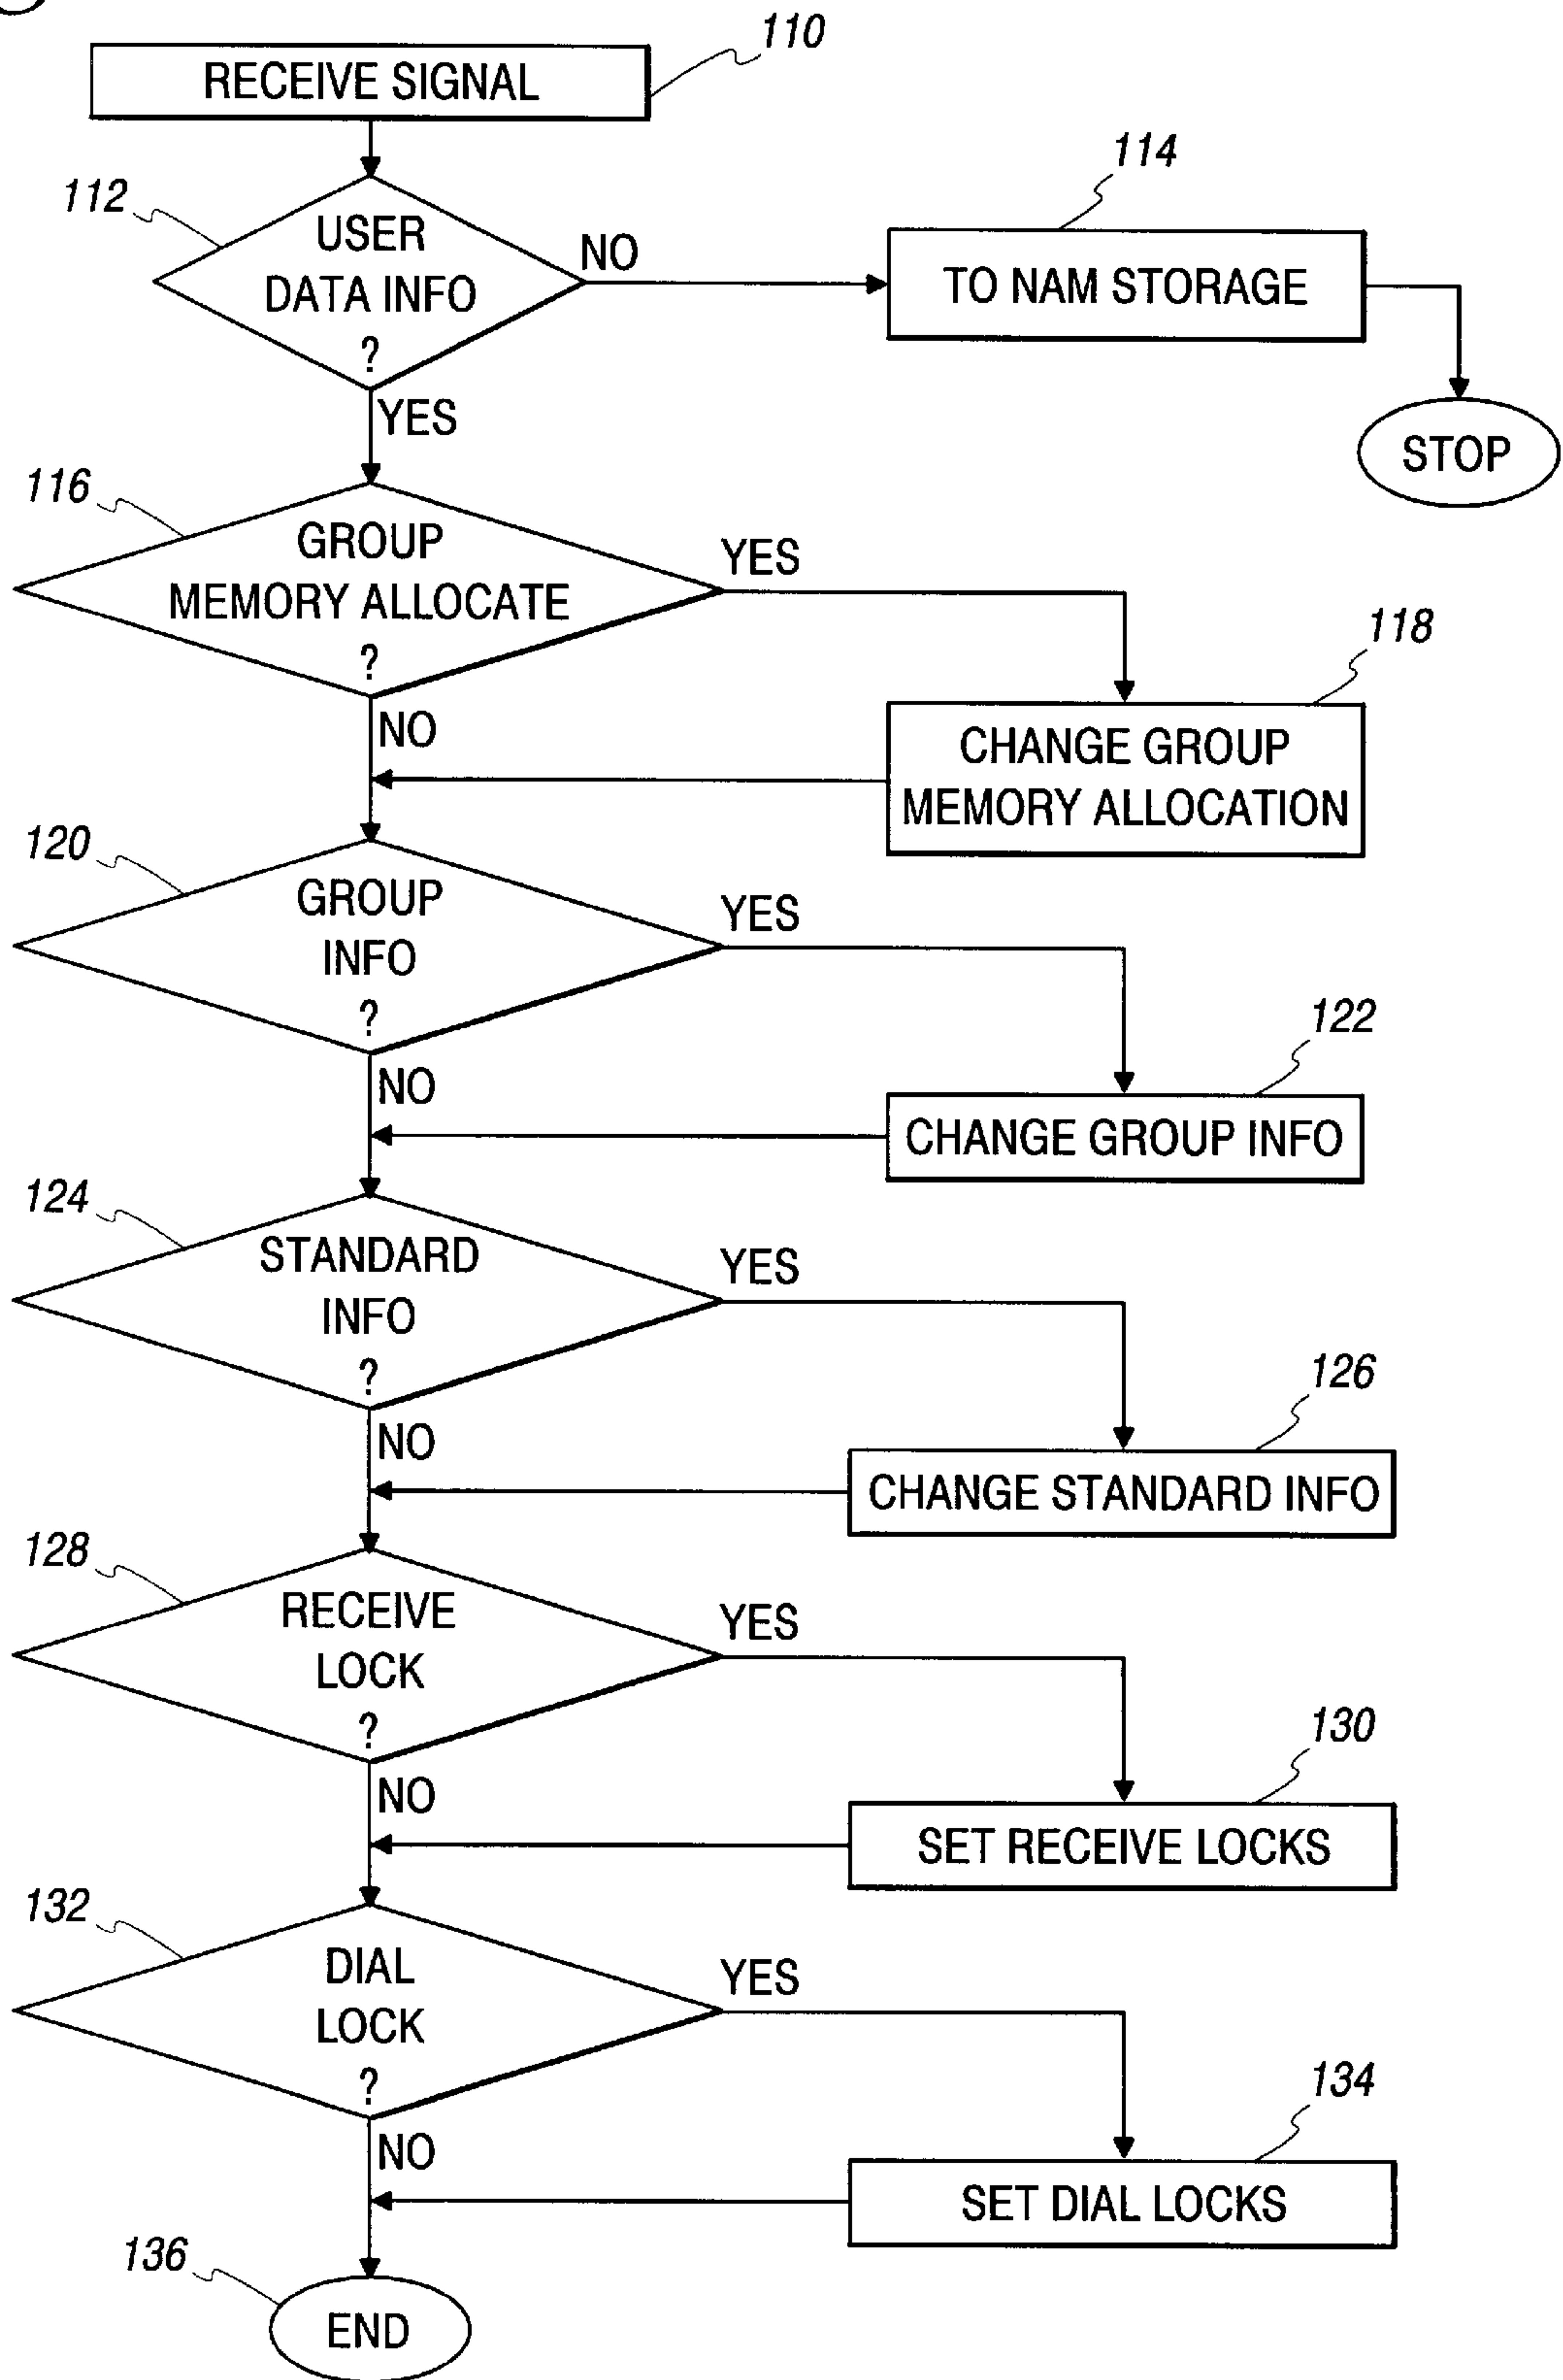 110
RECEIVE SIGNAL
114
112
USER
DATA INFO
?
NO
TO NAM STORAGE
YES
STOP
116
GROUP
MEMORY ALLOCATE
?
YES
118
NO
CHANGE GROUP
MEMORY ALLOCATION
120
GROUP
INFO
?
YES
122
NO
CHANGE GROUP INFO
124
STANDARD
INFO
?
YES
126
NO
CHANGE STANDARD INFO
128
RECEIVE
LOCK
?
YES
130
NO
SET RECEIVE LOCKS
132
DIAL
LOCK
?
YES
134
NO
SET DIAL LOCKS
136
END